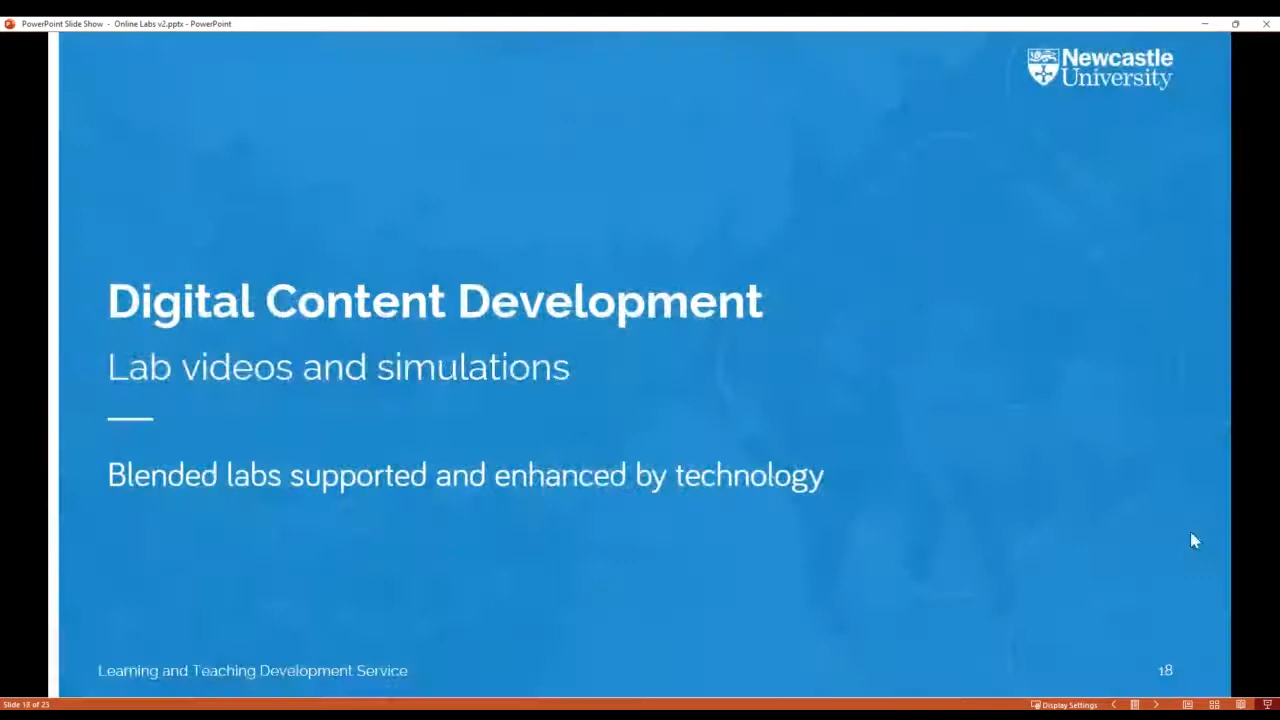 PowerPoint Slide Show - Online Labs v2.pptx - PowerPoint
Newcastle
University
Digital Content Development
Lab videos and simulations
Blended labs supported and enhanced by technology
Learning and Teaching Development Service
18
Slide 18 of 23
Display Settings